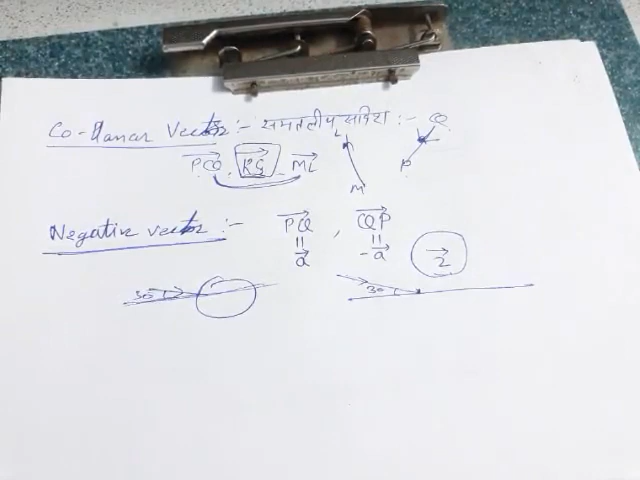 Co-Planar Vector :- समतलीय सदिश :-
L Q
PQ, RS, ML P
M
Negative vector :- PQ , QP
= =
a -a 2
30 30